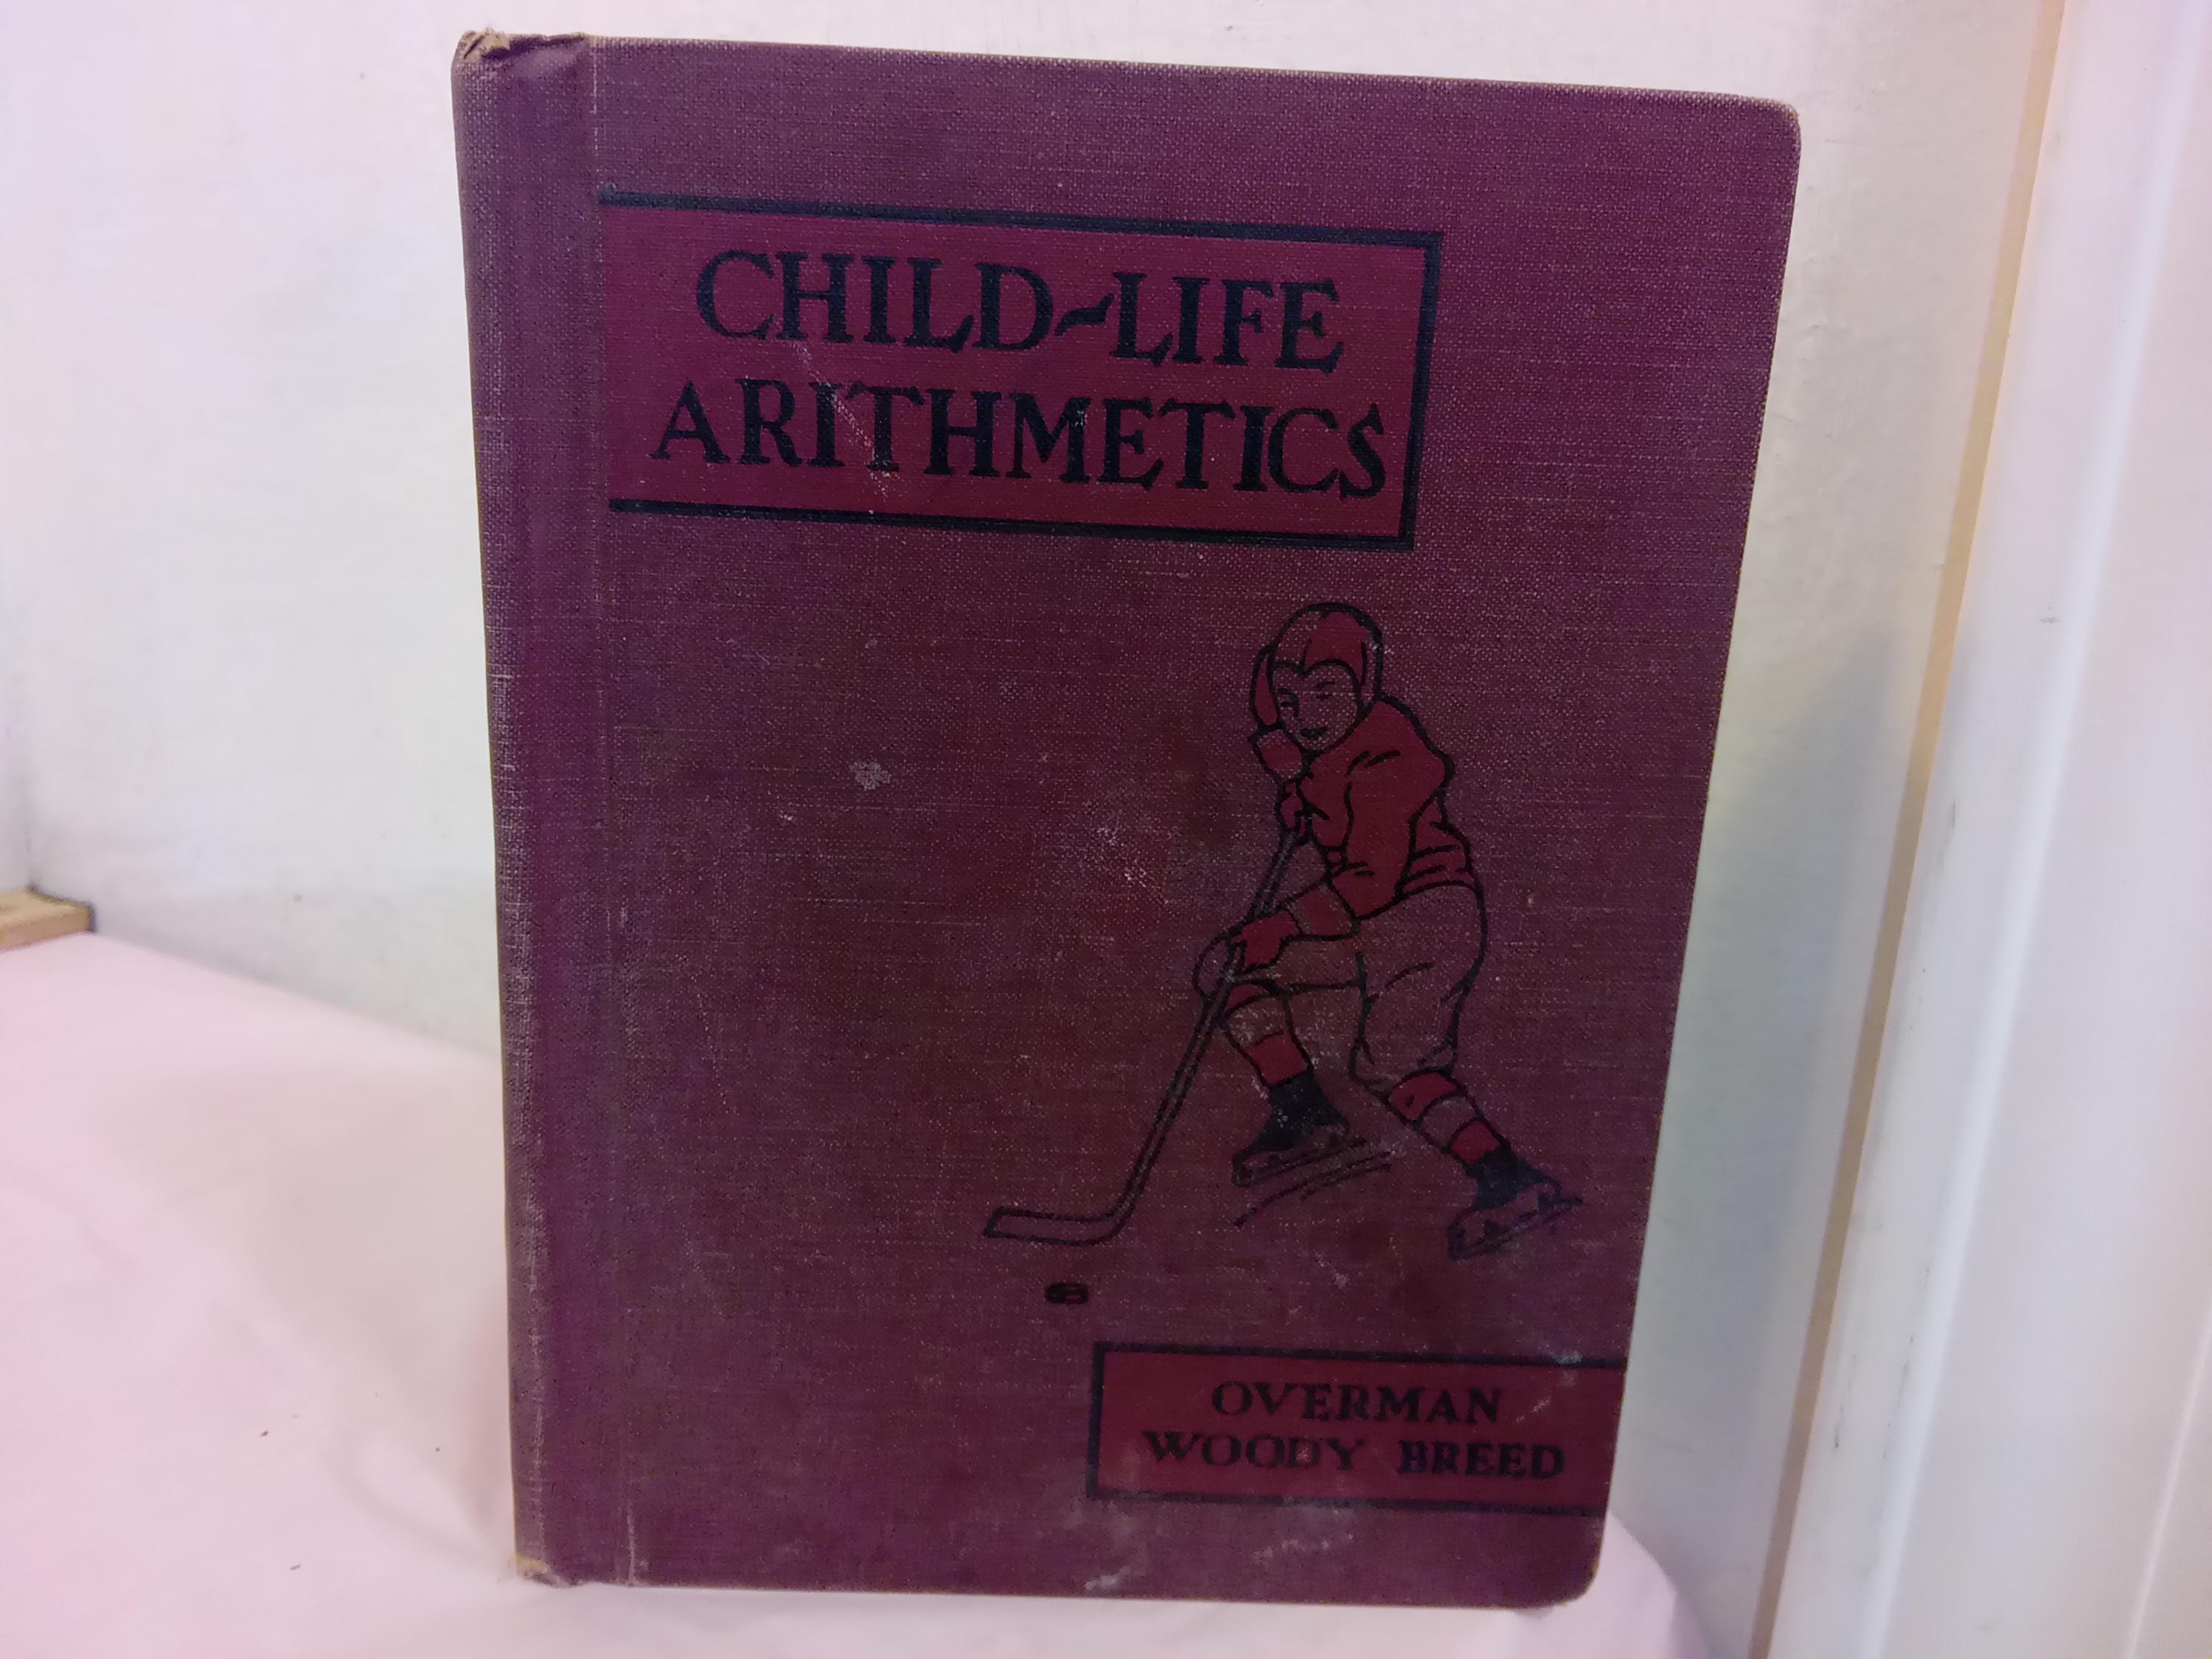 CHILD~LIFE
ARITHMETICS
OVERMAN
WOODY BREED